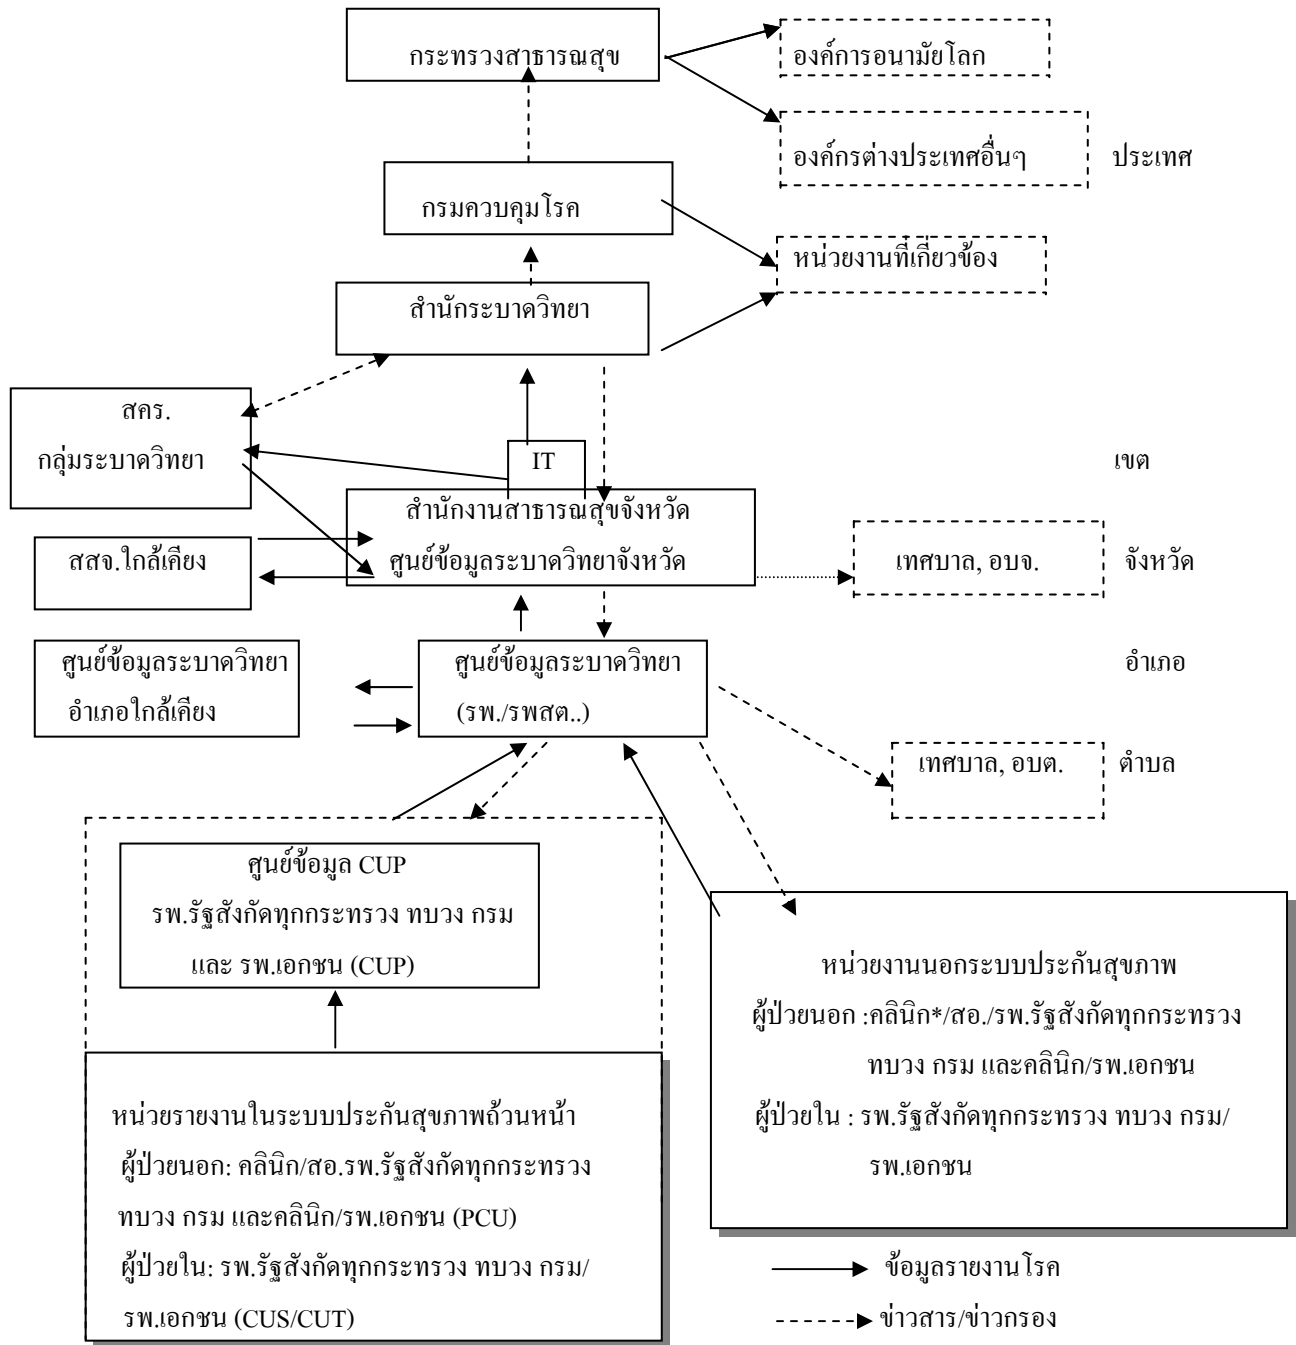 กระทรวงสาธารณสุข
องค์การอนามัยโลก
องค์กรต่างประเทศอื่นๆ
ประเทศ
กรมควบคุมโรค
หน่วยงานที่เกี่ยวข้อง
สำนักระบาดวิทยา
สคร.
กลุ่มระบาดวิทยา
IT
เขต
สำนักงานสาธารณสุขจังหวัด
ศูนย์ข้อมูลระบาดวิทยาจังหวัด
สสจ.ใกล้เคียง
เทศบาล, อบจ.
จังหวัด
ศูนย์ข้อมูลระบาดวิทยา
อำเภอใกล้เคียง
ศูนย์ข้อมูลระบาดวิทยา
(รพ./รพสต..)
อำเภอ
เทศบาล, อบต.
ตำบล
ศูนย์ข้อมูล CUP
รพ.รัฐสังกัดทุกกระทรวง ทบวง กรม
และ รพ.เอกชน (CUP)
หน่วยงานนอกระบบประกันสุขภาพ
ผู้ป่วยนอก :คลินิก*/สอ./รพ.รัฐสังกัดทุกกระทรวง
ทบวง กรม และคลินิก/รพ.เอกชน
ผู้ป่วยใน : รพ.รัฐสังกัดทุกกระทรวง ทบวง กรม/
รพ.เอกชน
หน่วยรายงานในระบบประกันสุขภาพถ้วนหน้า
ผู้ป่วยนอก: คลินิก/สอ.รพ.รัฐสังกัดทุกกระทรวง
ทบวง กรม และคลินิก/รพ.เอกชน (PCU)
ผู้ป่วยใน: รพ.รัฐสังกัดทุกกระทรวง ทบวง กรม/
รพ.เอกชน (CUS/CUT)
ข้อมูลรายงานโรค
ข่าวสาร/ข่าวกรอง